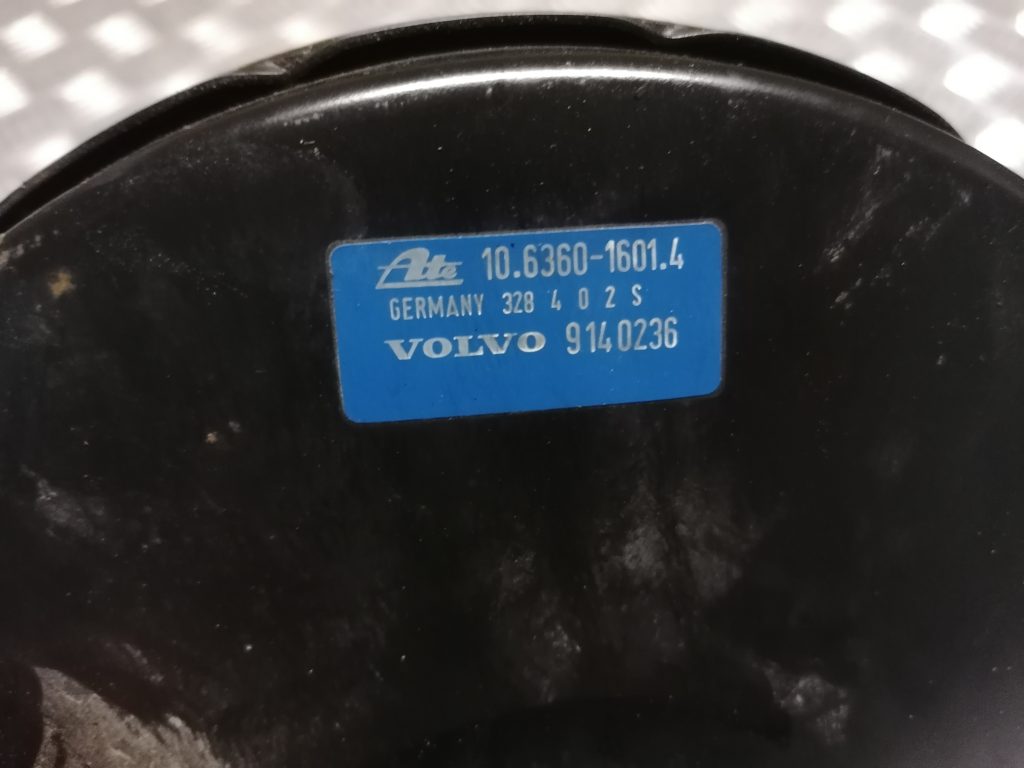 Ate 10.6360-1601.4
GERMANY 328 4 0 2 S
VOLVO 9140236